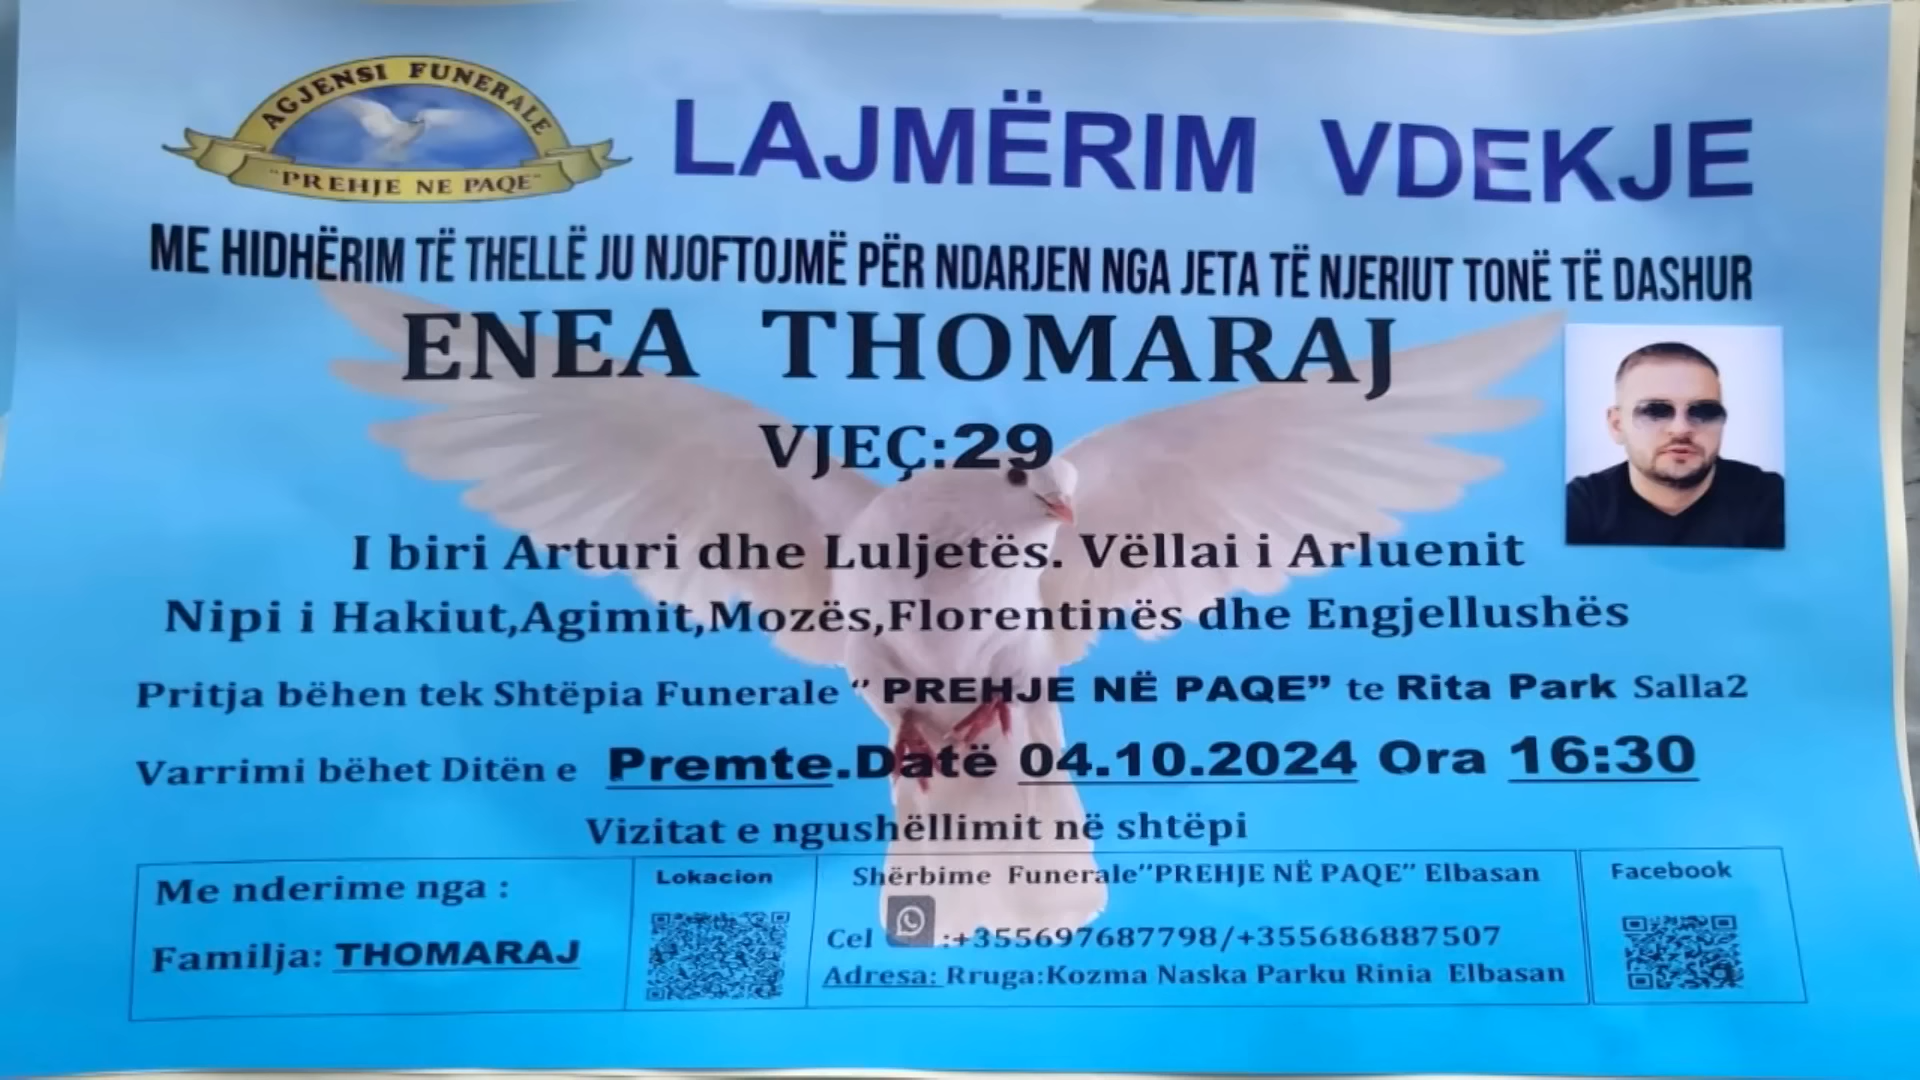 AGJENSI FUNERALE
"PREHJE NE PAQE"
LAJMËRIM VDEKJE
ME HIDHËRIM TË THELLË JU NJOFTOJMË PËR NDARJEN NGA JETA TË NJERIUT TONË TË DASHUR
ENEA THOMARAJ
VJEÇ:29
I biri Arturi dhe Luljetës. Vëllai i Arluenit
Nipi i Hakiut,Agimit,Mozës,Florentinës dhe Engjellushës
Pritja bëhen tek Shtëpia Funerale " PREHJE NË PAQE" te Rita Park Salla2
Varrimi bëhet Ditën e Premte.Datë 04.10.2024 Ora 16:30
Vizitat e ngushëllimit në shtëpi
Me nderime nga :
Familja: THOMARAJ
Lokacion
Shërbime Funerale"PREHJE NË PAQE" Elbasan
Cel :+355697687798/+355686887507
Adresa: Rruga:Kozma Naska Parku Rinia Elbasan
Facebook